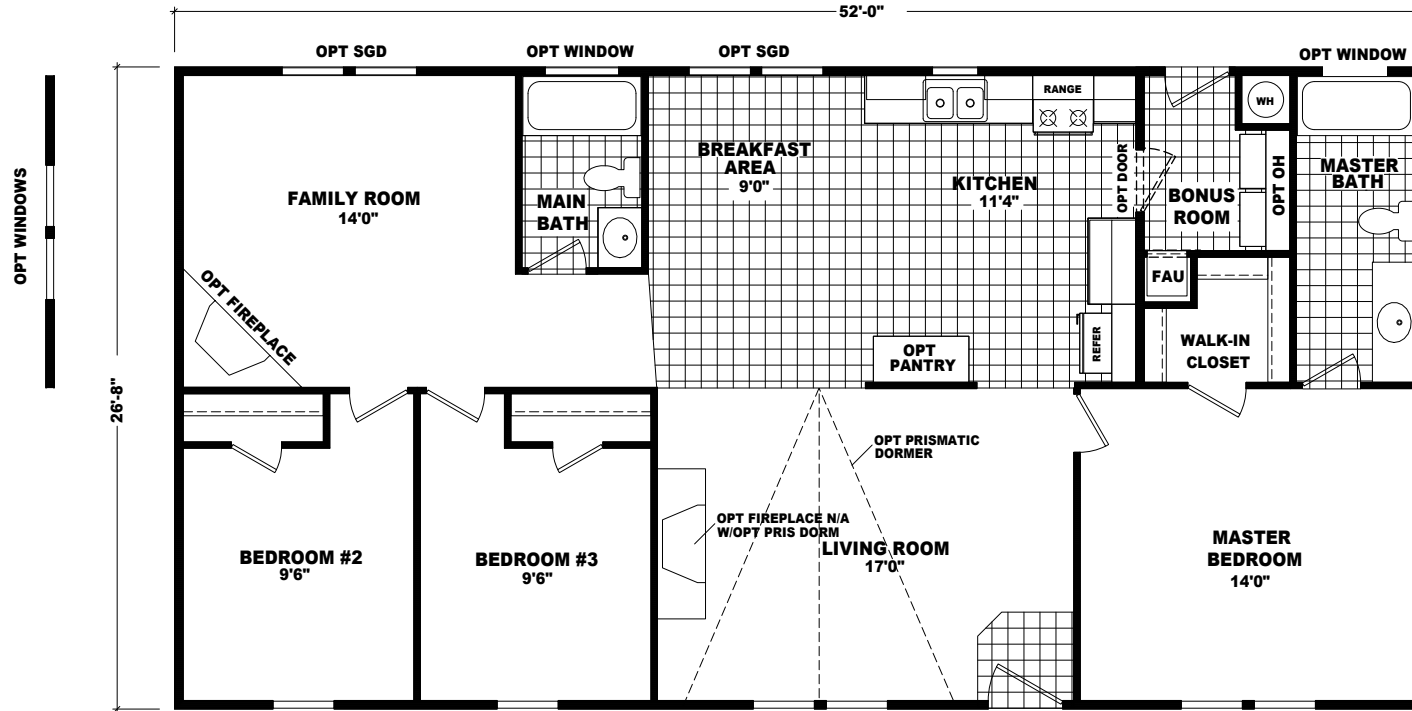 52'-0"
OPT SGD
OPT WINDOW
OPT SGD
OPT WINDOW
OPT WINDOWS
26'-8"
FAMILY ROOM
14'0"
OPT FIREPLACE
MAIN
BATH
BREAKFAST
AREA
9'0"
KITCHEN
11'4"
RANGE
OPT DOOR
BONUS
ROOM
WH
OPT OH
MASTER
BATH
FAU
WALK-IN
CLOSET
REFER
OPT
PANTRY
OPT PRISMATIC
DORMER
OPT FIREPLACE N/A
W/OPT PRIS DORM
LIVING ROOM
17'0"
BEDROOM #2
9'6"
BEDROOM #3
9'6"
MASTER
BEDROOM
14'0"